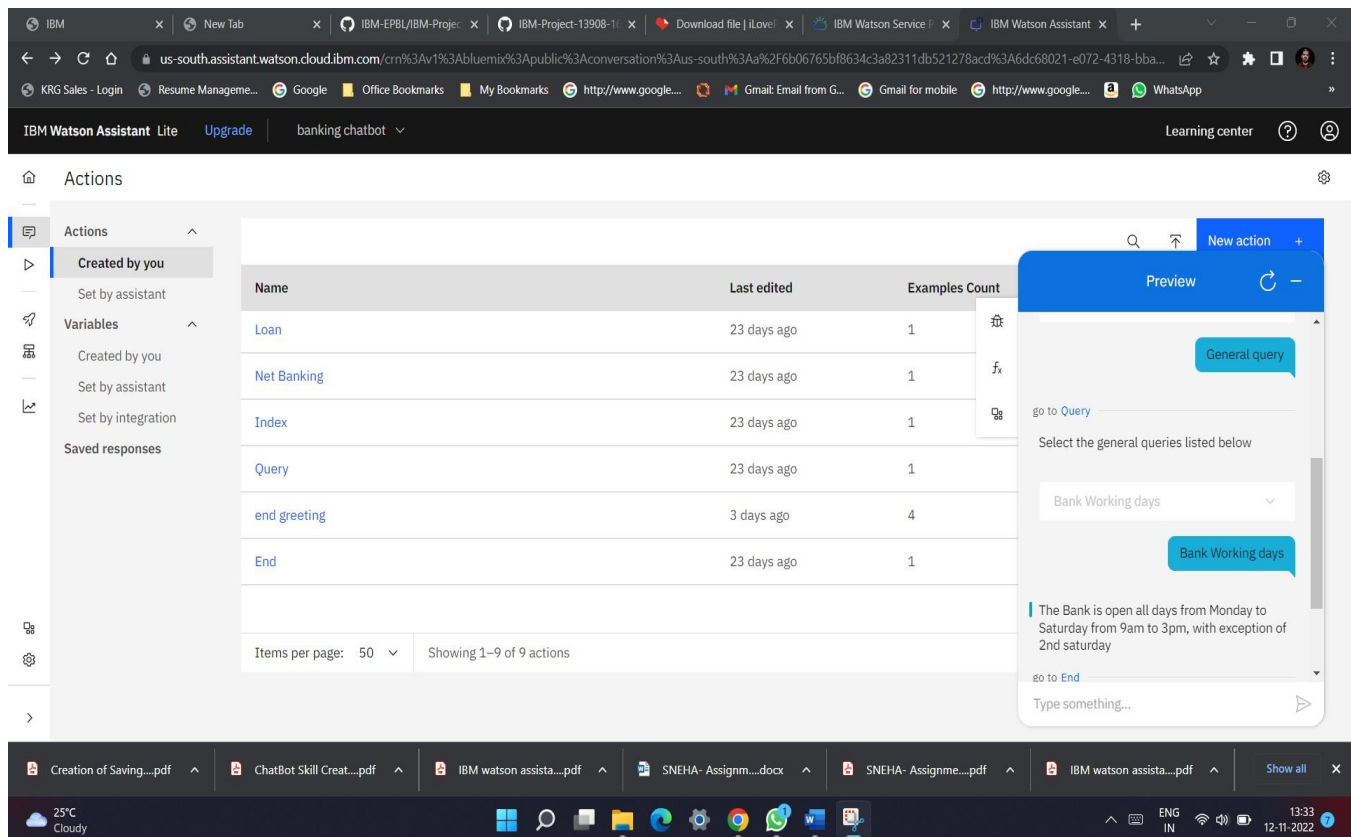 IBM
New Tab
IBM-EPBL/IBM-Projec
IBM-Project-13908-16
Download file | iLoveP
IBM Watson Service P
IBM Watson Assistant
us-south.assistant.watson.cloud.ibm.com/crn%3Av1%3Abluemix%3Apublic%3Aconversation%3Aus-south%3Aa%2F6b06765bf8634c3a82311db521278acd%3A6dc68021-e072-4318-bba...
KRG Sales - Login
Resume Manageme...
Google
Office Bookmarks
My Bookmarks
http://www.google....
Gmail: Email from G...
Gmail for mobile
http://www.google....
WhatsApp
»
IBM Watson Assistant Lite
Upgrade
banking chatbot
Learning center
Actions
Actions
Created by you
Set by assistant
Variables
Created by you
Set by assistant
Set by integration
Saved responses
New action +
Name Last edited Examples Count
Loan 23 days ago 1
Net Banking 23 days ago 1
Index 23 days ago 1
Query 23 days ago 1
end greeting 3 days ago 4
End 23 days ago 1
Items per page: 50
Showing 1–9 of 9 actions
Preview
General query
go to Query
Select the general queries listed below
Bank Working days
Bank Working days
The Bank is open all days from Monday to
Saturday from 9am to 3pm, with exception of
2nd saturday
go to End
Type something...
Creation of Saving....pdf
ChatBot Skill Creat....pdf
IBM watson assista....pdf
SNEHA- Assignm....docx
SNEHA- Assignme....pdf
IBM watson assista....pdf
Show all
25°C
Cloudy
ENG
IN
13:33
12-11-2022
7